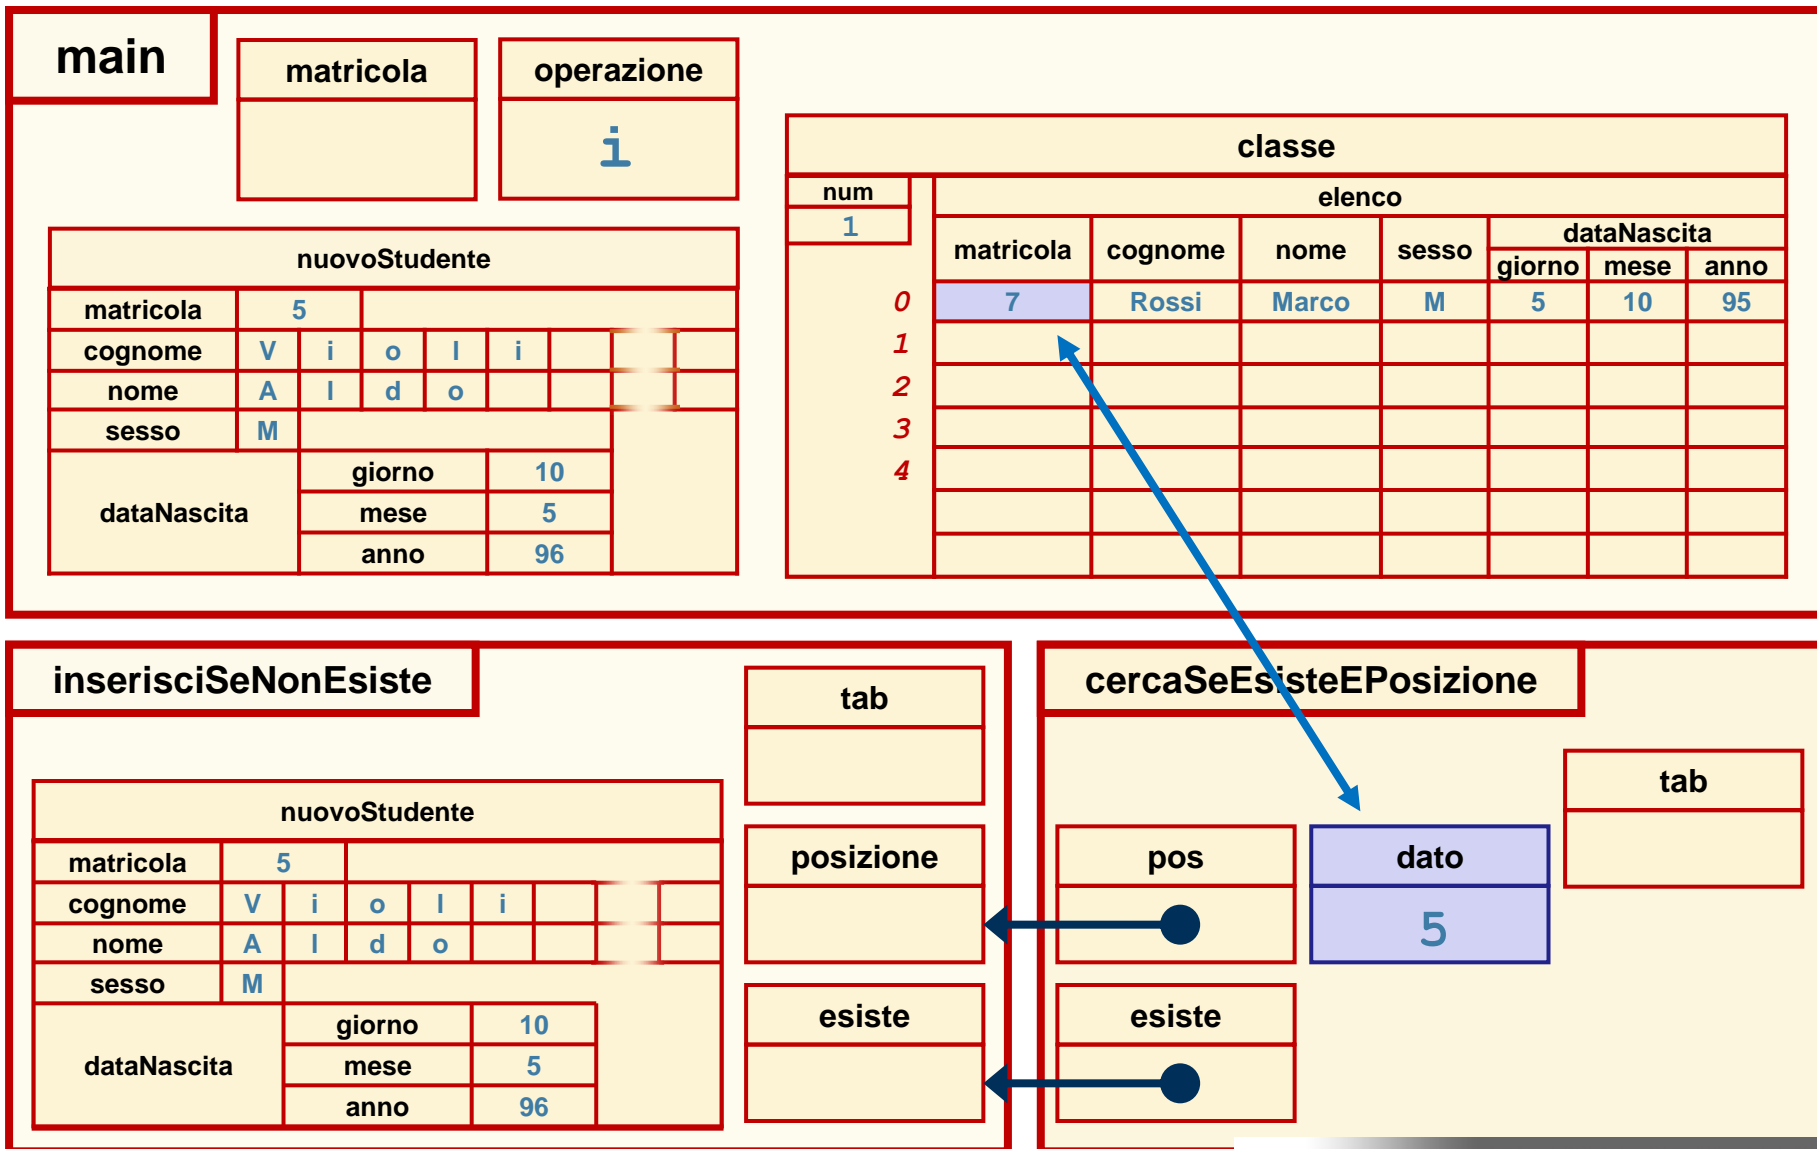 main
matricola
operazione
i
classe
num
elenco
1
matricola cognome nome sesso dataNascita
giorno mese anno
0 7 Rossi Marco M 5 10 95
1
2
3
4
nuovoStudente
matricola 5
cognome V i o l i
nome A l d o
sesso M
dataNascita
giorno 10
mese 5
anno 96
inserisciSeNonEsiste
tab
posizione
esiste
nuovoStudente
matricola 5
cognome V i o l i
nome A l d o
sesso M
dataNascita
giorno 10
mese 5
anno 96
cercaSeEsisteEPosizione
tab
pos
dato
5
esiste